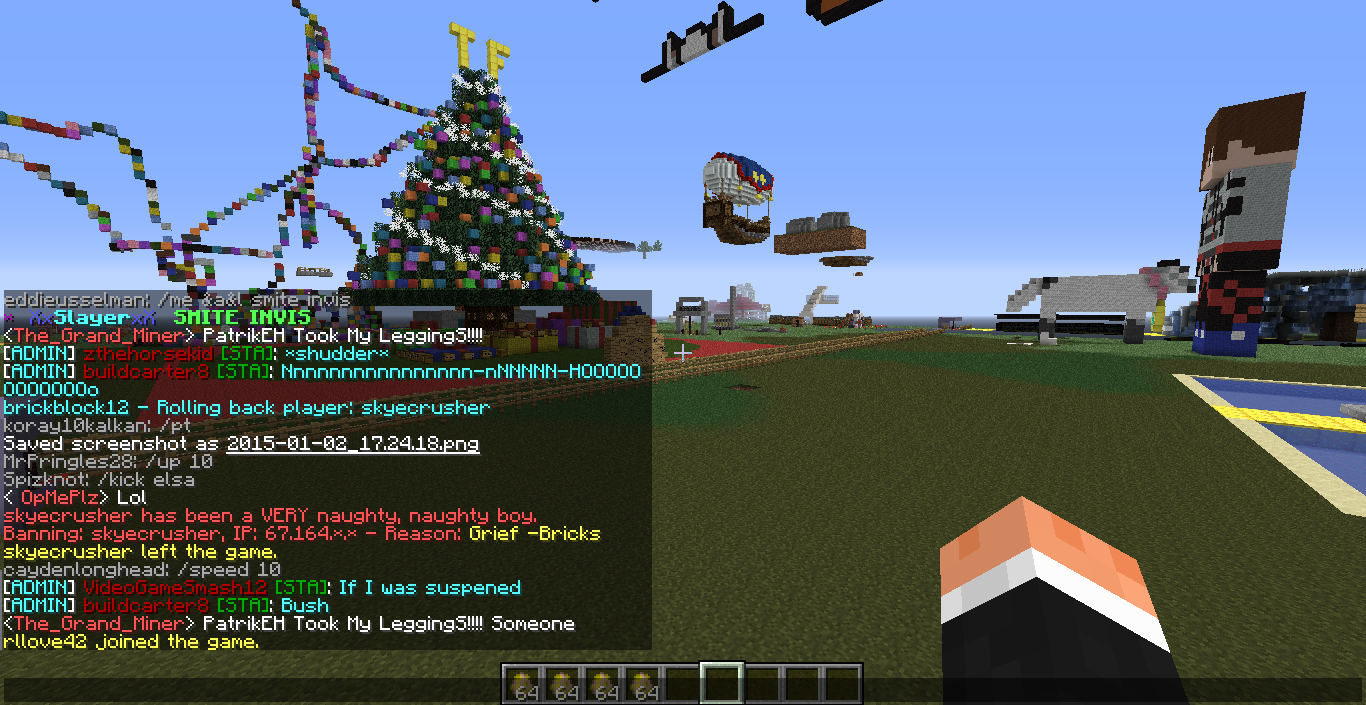 TF
lol
eddieusselman: /me &a&l smite invis
* XxSlayerxX SMITE INVIS
<The_Grand_Miner> PatrikEH Took My LeggingS!!!!
[ADMIN] zthehorsekid [STA]: *shudder*
[ADMIN] buildcarter8 [STA]: Nnnnnnnnnnnnnnnnn-nNNNNN-HOOOOO
OOOOOOOo
brickblock12 - Rolling back player: skyecrusher
koray10kalkan: /pt
Saved screenshot as 2015-01-02_17.24.18.png
MrPringles28: /up 10
Spizknot: /kick elsa
< OpMePlz> Lol
skyecrusher has been a VERY naughty, naughty boy.
Banning: skyecrusher, IP: 67.164.*.* - Reason: Grief -Bricks
skyecrusher left the game.
caydenlonghead: /speed 10
[ADMIN] VideoGameSmash12 [STA]: If I was suspended
[ADMIN] buildcarter8 [STA]: Bush
<The_Grand_Miner> PatrikEH Took My LeggingS!!!! Someone
rllove42 joined the game.
64 64 64 64